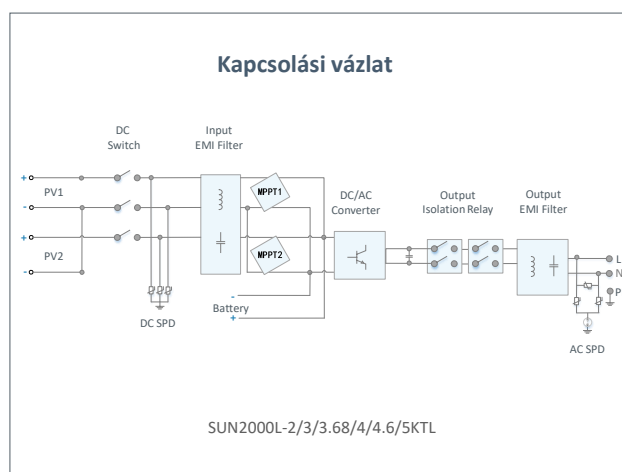 Kapcsolási vázlat
DC
Switch
Input
EMI Filter
DC/AC
Converter
Output
Isolation Relay
Output
EMI Filter
+
PV1
-
+
PV2
-
MPPT1
MPPT2
-
Battery
+
DC SPD
L
N
P
AC SPD
SUN2000L-2/3/3.68/4/4.6/5KTL